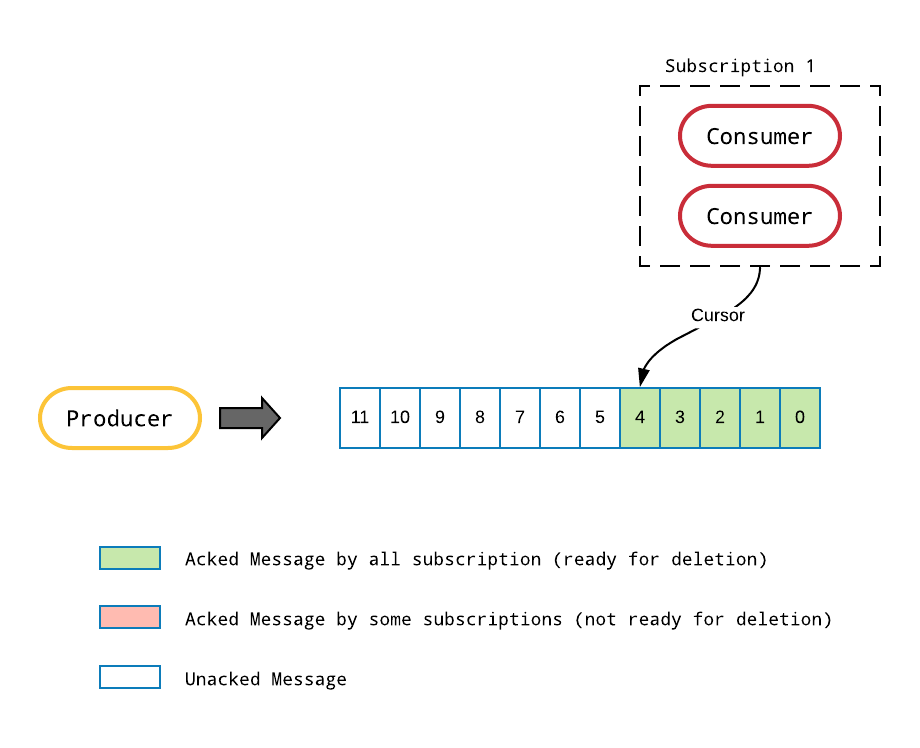 Subscription 1
Consumer
Consumer
Cursor
Producer
11 10 9 8 7 6 5 4 3 2 1 0
Acked Message by all subscription (ready for deletion)
Acked Message by some subscriptions (not ready for deletion)
Unacked Message